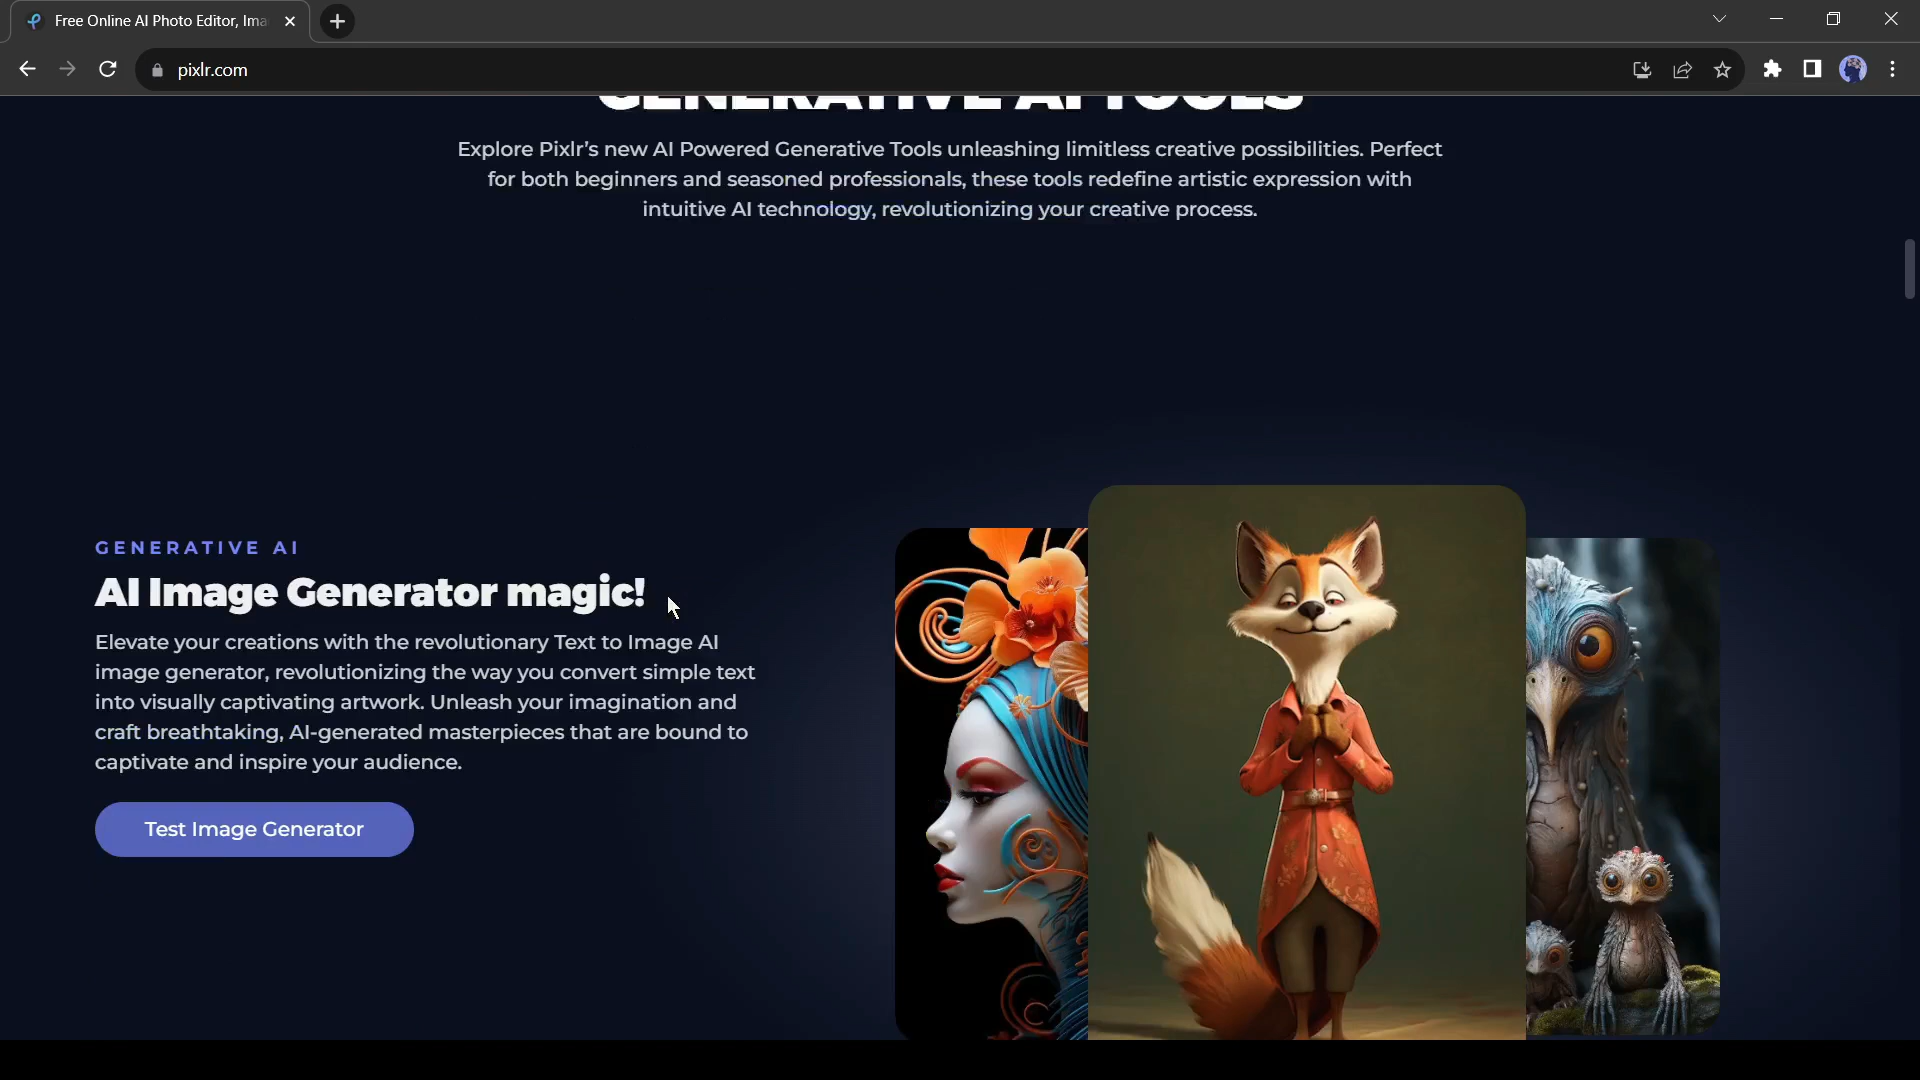 Free Online AI Photo Editor, Ima
pixlr.com
GENERATIVE AI TOOLS
Explore Pixlr's new AI Powered Generative Tools unleashing limitless creative possibilities. Perfect
for both beginners and seasoned professionals, these tools redefine artistic expression with
intuitive AI technology, revolutionizing your creative process.
GENERATIVE AI
AI Image Generator magic!
Elevate your creations with the revolutionary Text to Image AI
image generator, revolutionizing the way you convert simple text
into visually captivating artwork. Unleash your imagination and
craft breathtaking, AI-generated masterpieces that are bound to
captivate and inspire your audience.
Test Image Generator